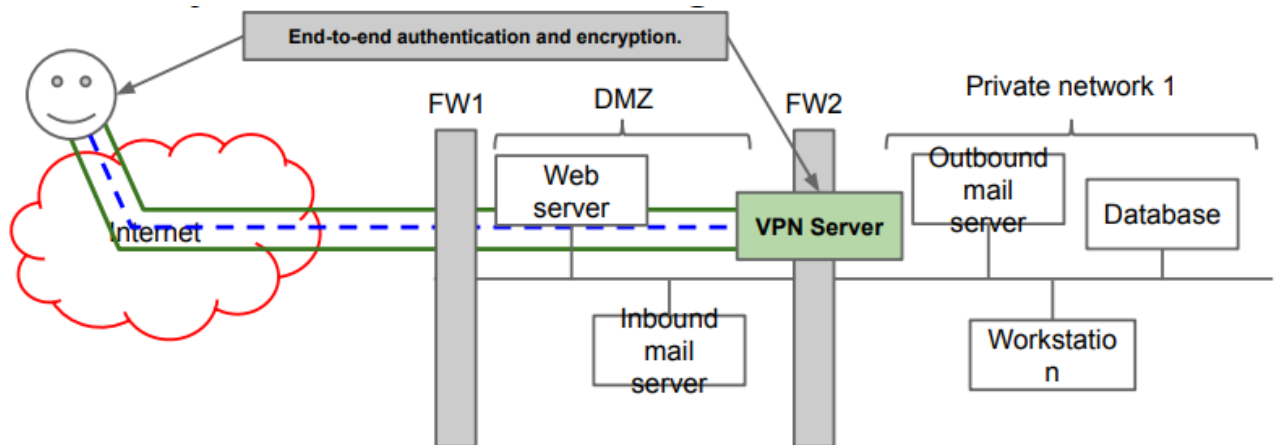 End-to-end authentication and encryption.
FW1
DMZ
FW2
Private network 1
Web
server
Outbound
mail
server
Database
Internet
VPN Server
Inbound
mail
server
Workstatio
n